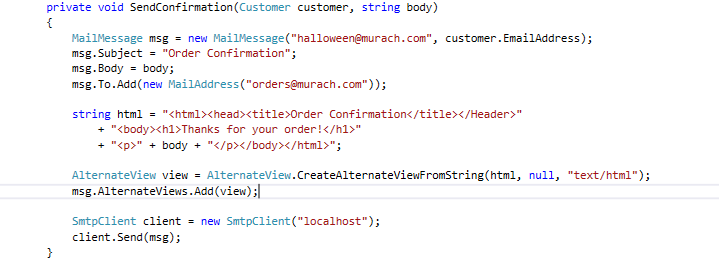 private void SendConfirmation(Customer customer, string body)
{
MailMessage msg = new MailMessage("halloween@murach.com", customer.EmailAddress);
msg.Subject = "Order Confirmation";
msg.Body = body;
msg.To.Add(new MailAddress("orders@murach.com"));
string html = "<html><head><title>Order Confirmation</title></Header>"
+ "<body><h1>Thanks for your order!</h1>"
+ "<p>" + body + "</p></body></html>";
AlternateView view = AlternateView.CreateAlternateViewFromString(html, null, "text/html");
msg.AlternateViews.Add(view);
SmtpClient client = new SmtpClient("localhost");
client.Send(msg);
}